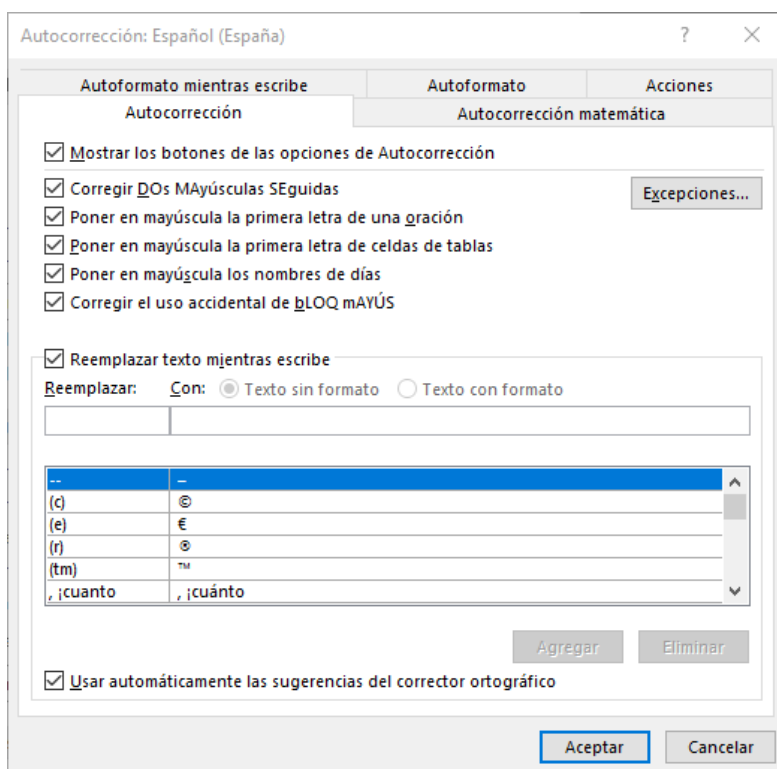 Autocorrección: Español (España)
Autoformato mientras escribe Autoformato Acciones
Autocorrección Autocorrección matemática
Mostrar los botones de las opciones de Autocorrección
Corregir DOs MAyúsculas SEguidas Excepciones...
Poner en mayúscula la primera letra de una oración
Poner en mayúscula la primera letra de celdas de tablas
Poner en mayúscula los nombres de días
Corregir el uso accidental de bLOQ mAYÚS
Reemplazar texto mientras escribe
Reemplazar: Con: Texto sin formato Texto con formato
-- –
(c) ©
(e) €
(r) ®
(tm) ™
, ¡cuanto , ¡cuánto
Agregar Eliminar
Usar automáticamente las sugerencias del corrector ortográfico
Aceptar Cancelar